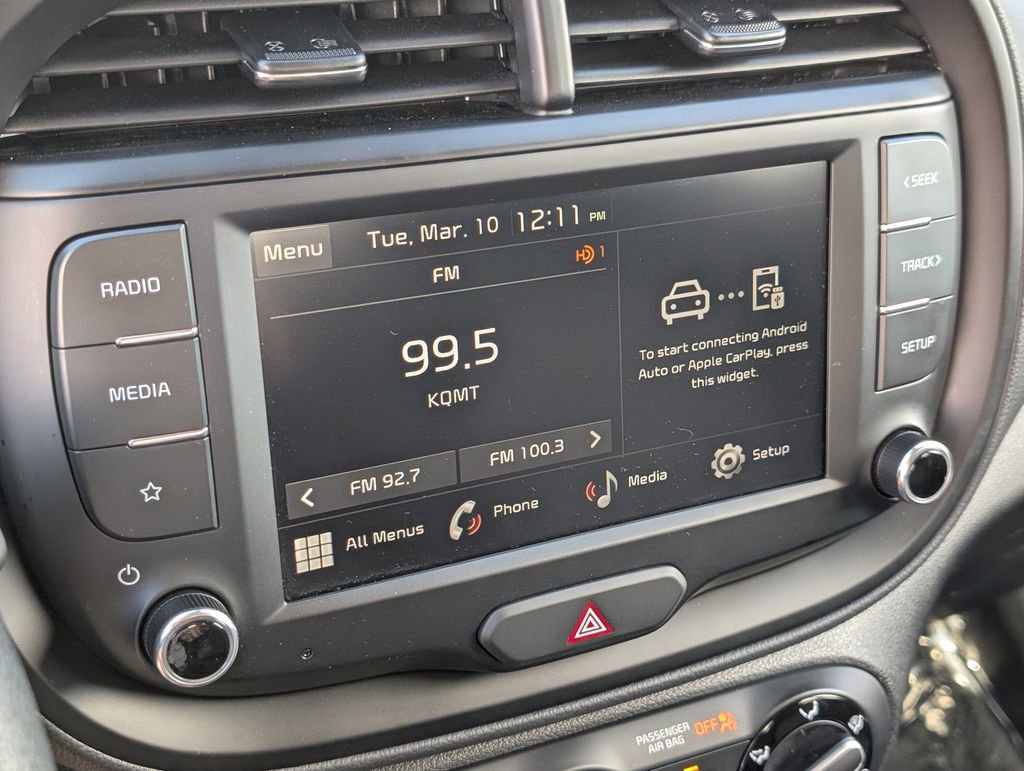 RADIO
MEDIA
Menu
Tue, Mar. 10 12:11 PM
FM
HD 1
99.5
KQMT
FM 92.7
FM 100.3
To start connecting Android
Auto or Apple CarPlay, press
this widget.
All Menus
Phone
Media
Setup
SEEK
TRACK
SETUP
PASSENGER
AIR BAG
OFF